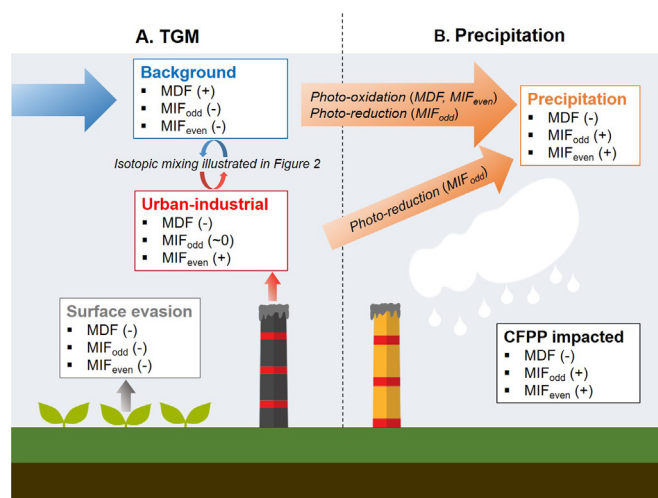 A. TGM
B. Precipitation
Background
▪ MDF (+)
▪ MIFodd (-)
▪ MIFeven (-)
Isotopic mixing illustrated in Figure 2
Urban-industrial
▪ MDF (-)
▪ MIFodd (~0)
▪ MIFeven (+)
Surface evasion
▪ MDF (-)
▪ MIFodd (-)
▪ MIFeven (-)
Photo-oxidation (MDF, MIFeven)
Photo-reduction (MIFodd)
Photo-reduction (MIFodd)
Precipitation
▪ MDF (-)
▪ MIFodd (+)
▪ MIFeven (+)
CFPP impacted
▪ MDF (-)
▪ MIFodd (+)
▪ MIFeven (+)